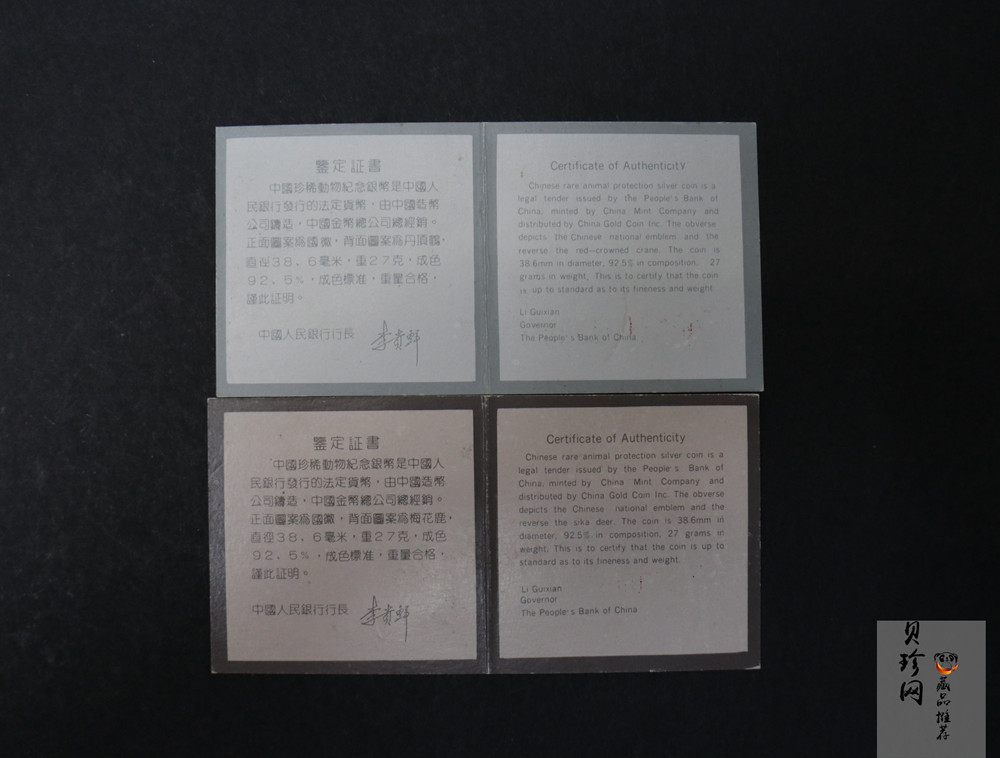 鑒定証書
中國珍稀動物紀念銀幣是中國人
民銀行發行的法定貨幣，由中國造幣
公司鑄造，中國金幣總公司總經銷。
正面圖案爲國徽，背面圖案爲丹頂鶴，
直徑38、6毫米，重27克，成色
92、5%，成色標准，重量合格，
謹此証明。
中國人民銀行行長 李貴鮮
Certificate of Authenticity
Chinese rare animal protection silver coin is a
legal tender issued by the People's Bank of
China, minted by China Mint Company and
distributed by China Gold Coin Inc. The obverse
depicts the Chinese national emblem and the
reverse the red-crowned crane. The coin is
38.6mm in diameter, 92.5% in composition, 27
grams in weight. This is to certify that the coin
is up to standard as to its fineness and weight
Li Guixian
Governor
The People's Bank of China
鑒定証書
中國珍稀動物紀念銀幣是中國人
民銀行發行的法定貨幣，由中國造幣
公司鑄造，中國金幣總公司總經銷。
正面圖案爲國徽，背面圖案爲梅花鹿，
直徑38、6毫米，重27克，成色
92、5%，成色標准，重量合格，
謹此証明。
中國人民銀行行長 李貴鮮
Certificate of Authenticity
Chinese rare animal protection silver coin is a
legal tender issued by the People's Bank of
China, minted by China Mint Company and
distributed by China Gold Coin Inc. The obverse
depicts the Chinese national emblem and the
reverse the sika deer. The coin is 38.6mm in
diameter, 92.5% in composition, 27 grams in
weight. This is to certify that the coin is up to
standard as to its fineness and weight.
Li Guixian
Governor
The People's Bank of China
贝珍网
藏品推荐